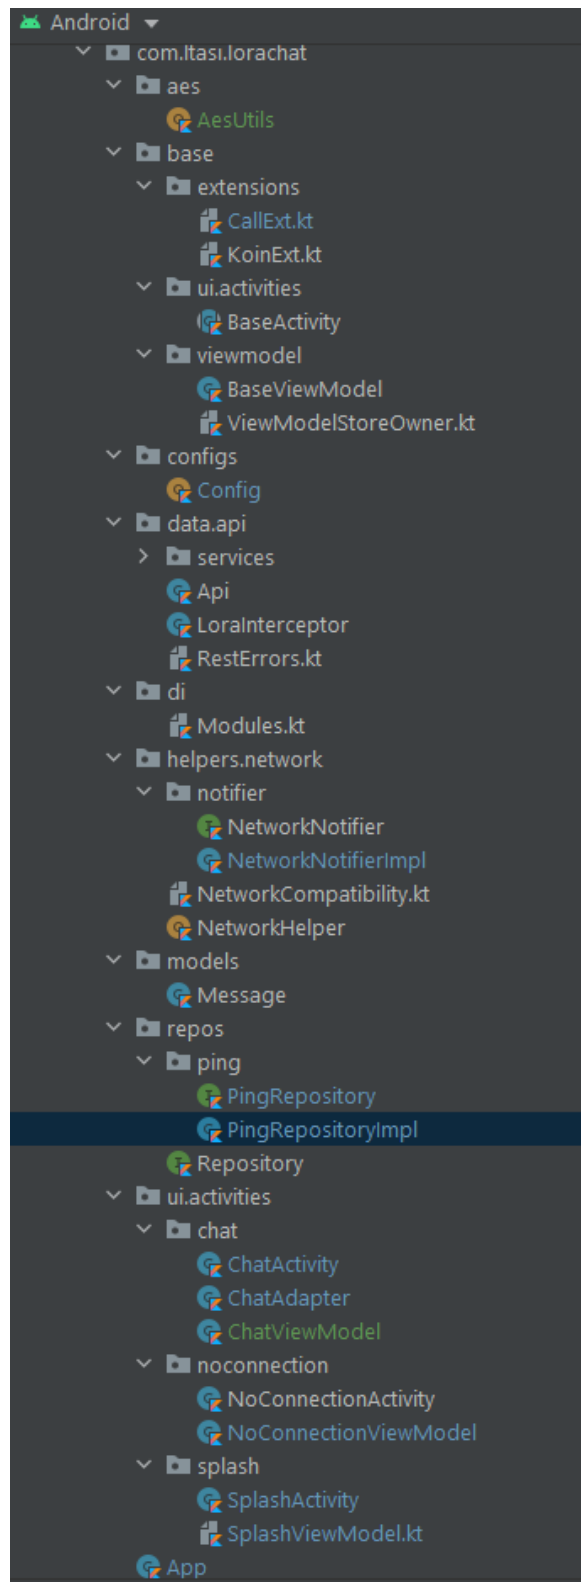 Android
com.ltasi.lorachat
aes
AesUtils
base
extensions
CallExt.kt
KoinExt.kt
ui.activities
BaseActivity
viewmodel
BaseViewModel
ViewModelStoreOwner.kt
configs
Config
data.api
services
Api
LoraInterceptor
RestErrors.kt
di
Modules.kt
helpers.network
notifier
NetworkNotifier
NetworkNotifierImpl
NetworkCompatibility.kt
NetworkHelper
models
Message
repos
ping
PingRepository
PingRepositoryImpl
Repository
ui.activities
chat
ChatActivity
ChatAdapter
ChatViewModel
noconnection
NoConnectionActivity
NoConnectionViewModel
splash
SplashActivity
SplashViewModel.kt
App